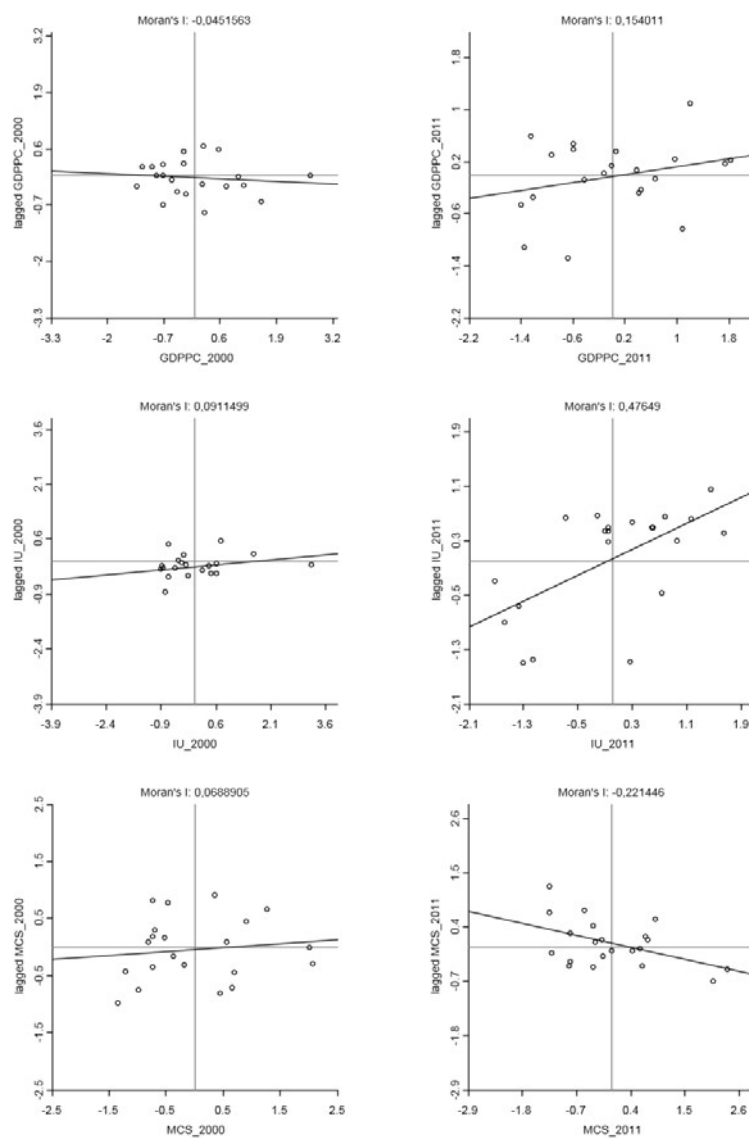 Moran's I: -0,0451563
lagged GDPPC_2000
3.2
1.9
0.6
-0.7
-2
-3.3
-3.3 -2 -0.7 0.6 1.9 3.2
GDPPC_2000
Moran's I: 0,154011
lagged GDPPC_2011
1.8
1
0.2
-0.6
-1.4
-2.2
-2.2 -1.4 -0.6 0.2 1 1.8
GDPPC_2011
Moran's I: 0,0911499
lagged IU_2000
3.6
2.1
0.6
-0.9
-2.4
-3.9
-3.9 -2.4 -0.9 0.6 2.1 3.6
IU_2000
Moran's I: 0,47649
lagged IU_2011
1.9
1.1
0.3
-0.5
-1.3
-2.1
-2.1 -1.3 -0.5 0.3 1.1 1.9
IU_2011
Moran's I: 0,0688905
lagged MCS_2000
2.5
1.5
0.5
-0.5
-1.5
-2.5
-2.5 -1.5 -0.5 0.5 1.5 2.5
MCS_2000
Moran's I: -0,221446
lagged MCS_2011
2.6
1.5
0.4
-0.7
-1.8
-2.9
-2.9 -1.8 -0.7 0.4 1.5 2.6
MCS_2011